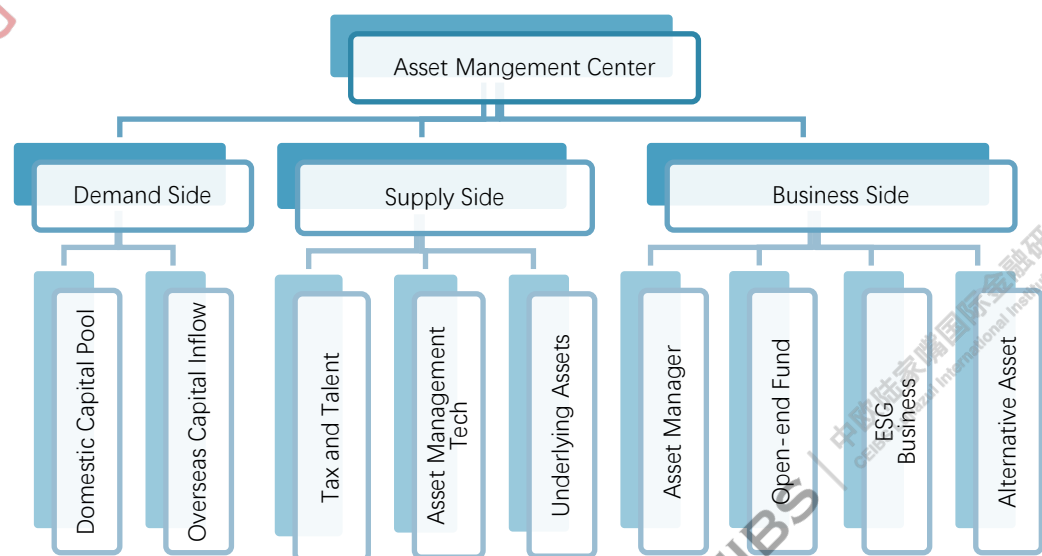 Asset Mangement Center
Demand Side
Supply Side
Business Side
Domestic Capital Pool
Overseas Capital Inflow
Tax and Talent
Asset Management
Tech
Underlying Assets
Asset Manager
Open-end Fund
ESG
Business
Alternative Asset